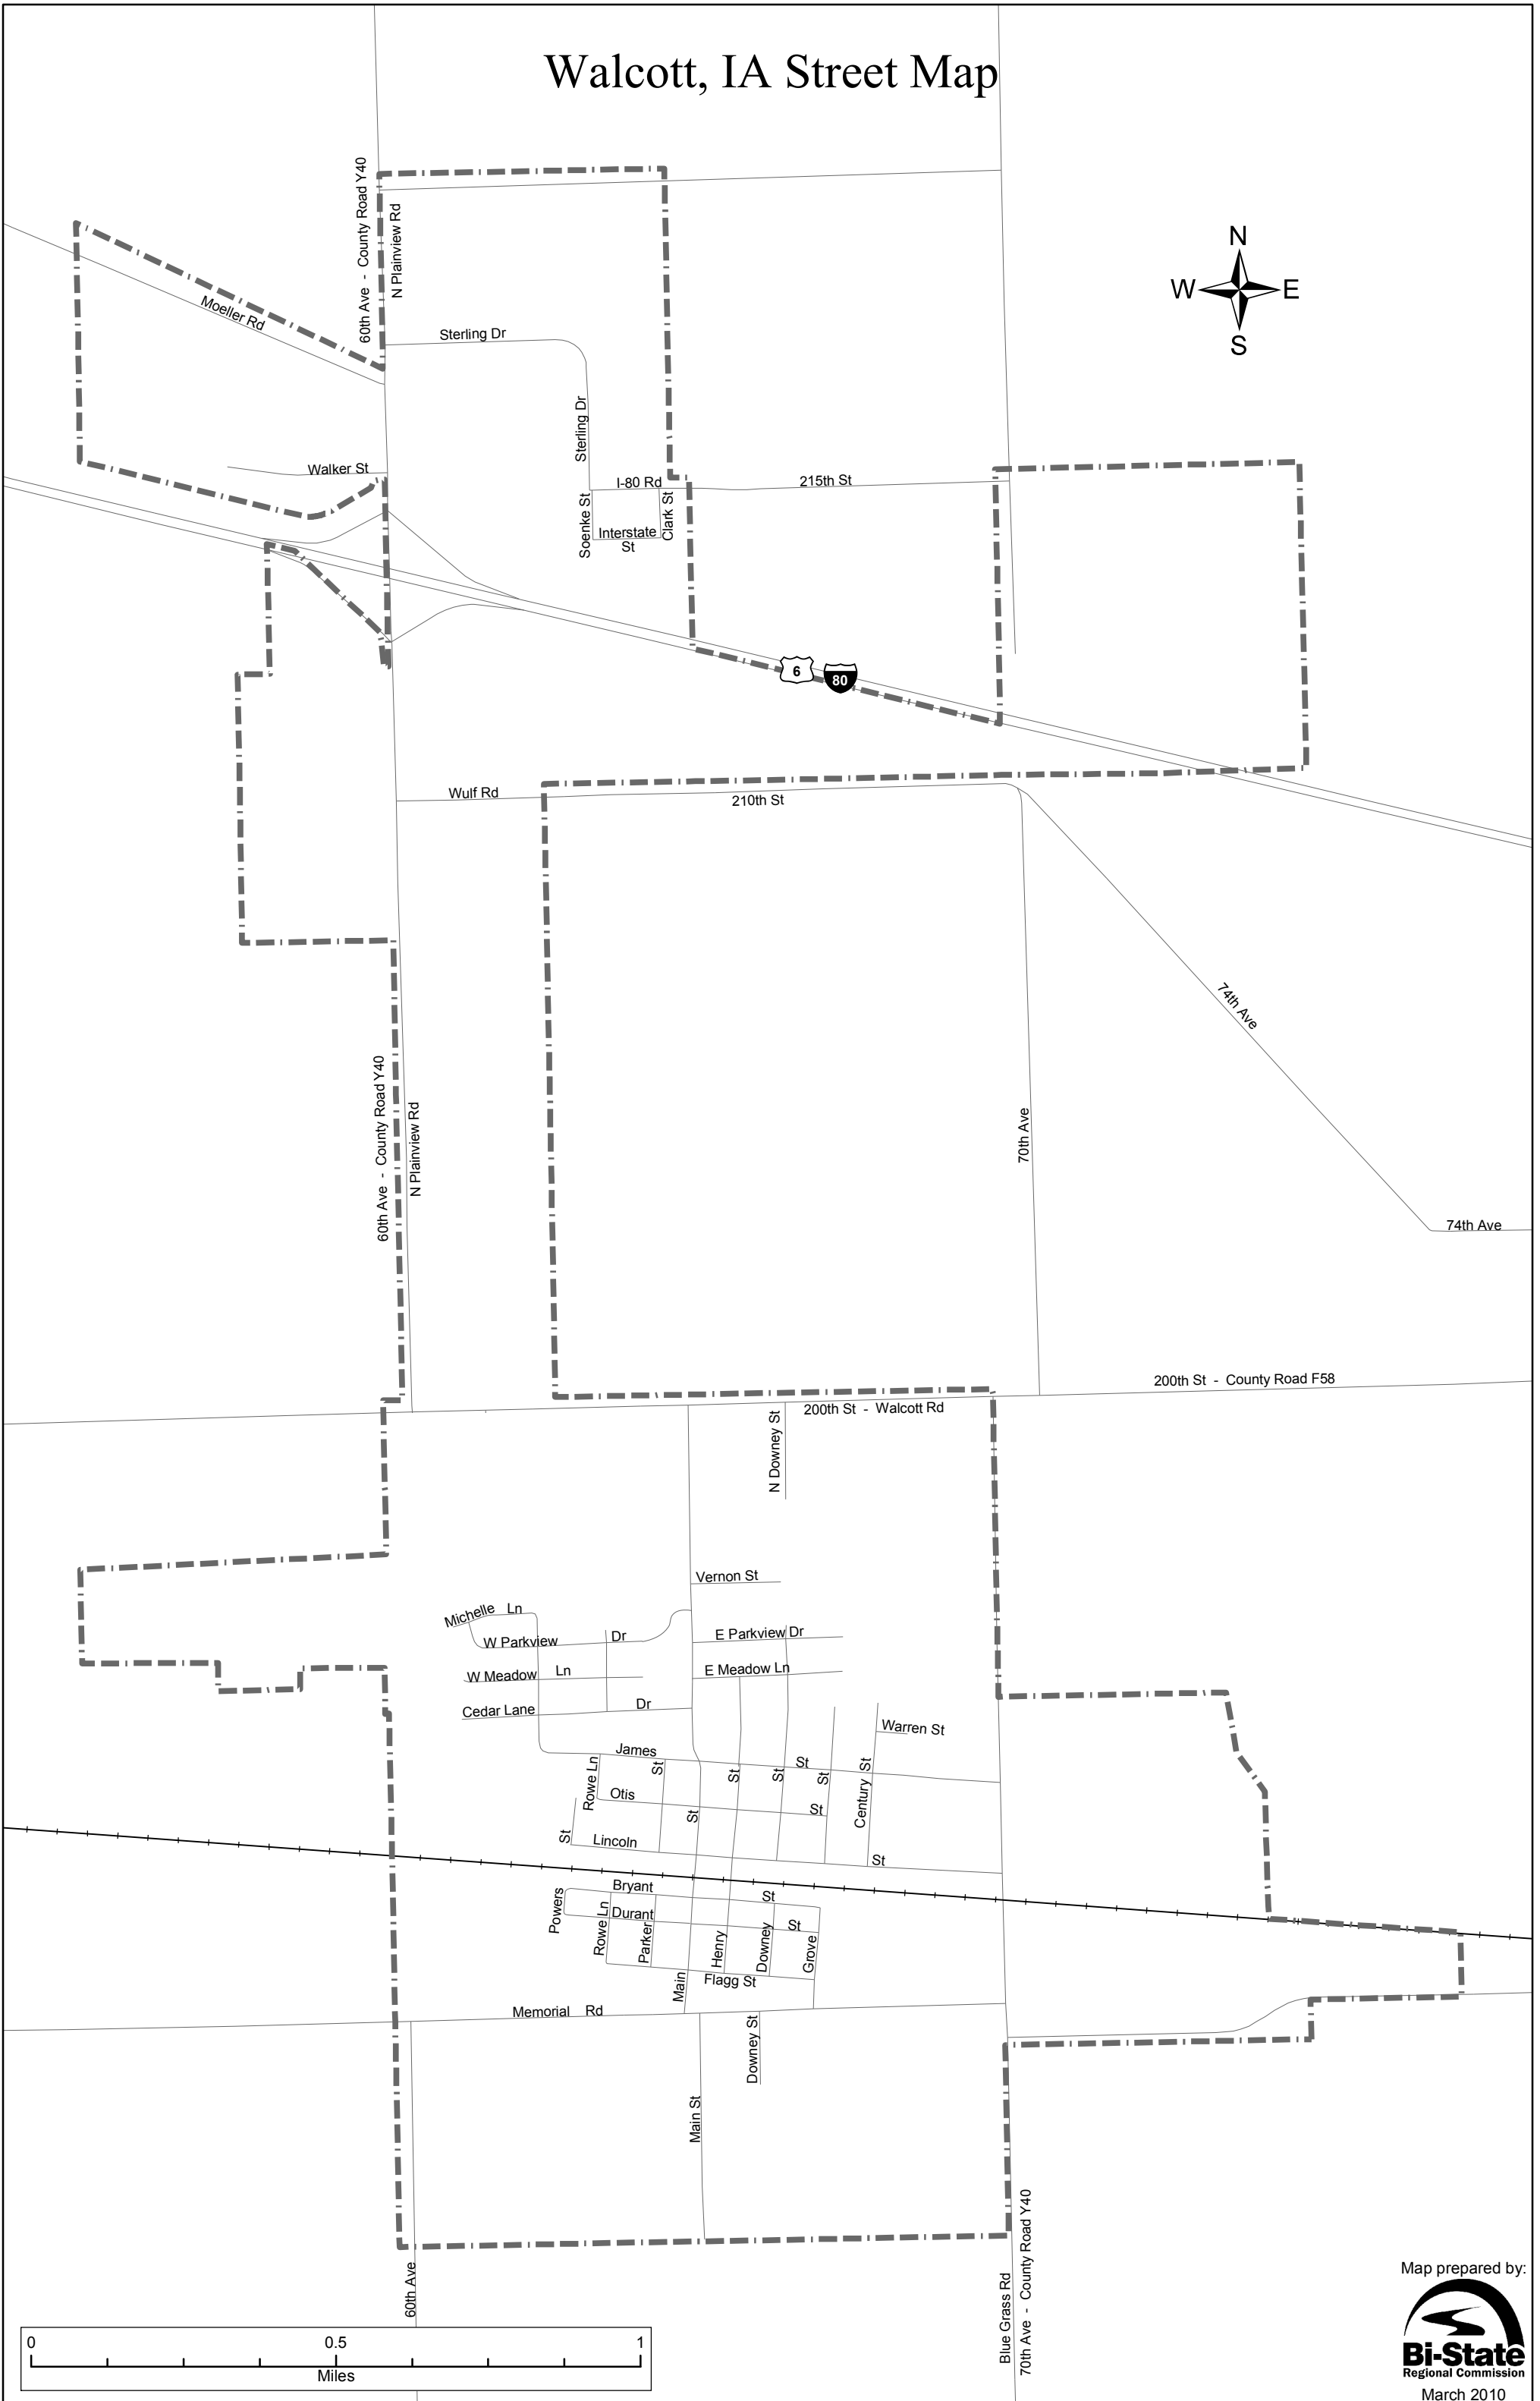 Walcott, IA Street Map
60th Ave - County Road Y40
N Plainview Rd
N
W E
S
Moeller Rd
Sterling Dr
Sterling Dr
Walker St
I-80 Rd
215th St
Soenke St
Clark St
Interstate
St
6
80
Wulf Rd
210th St
74th Ave
60th Ave - County Road Y40
N Plainview Rd
70th Ave
74th Ave
200th St - County Road F58
200th St - Walcott Rd
N Downey St
Vernon St
Michelle Ln
W Parkview Dr
E Parkview Dr
W Meadow Ln
E Meadow Ln
Cedar Lane Dr
Warren St
James St
Rowe Ln
St
St
St
St
Century St
Otis St
St
St
Lincoln St
Bryant St
Powers
Rowe Ln
Durant St
Parker
Henry
Downey
Grove
Main
Flagg St
Memorial Rd
Downey St
Main St
60th Ave
Blue Grass Rd
70th Ave - County Road Y40
0 0.5 1
Miles
Map prepared by:
Bi-State
Regional Commission
March 2010